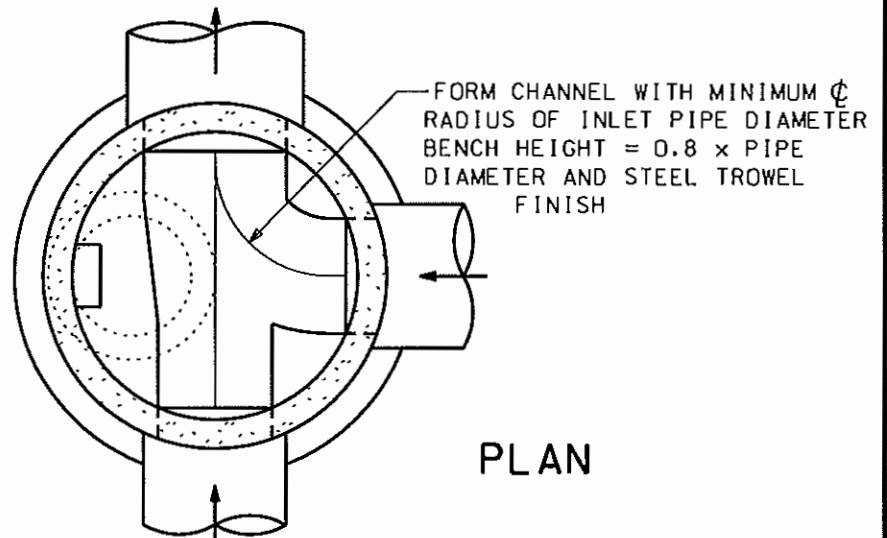 FORM CHANNEL WITH MINIMUM ℄
RADIUS OF INLET PIPE DIAMETER
BENCH HEIGHT = 0.8 x PIPE
DIAMETER AND STEEL TROWEL
FINISH
PLAN